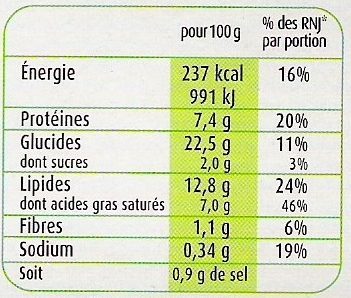 pour 100 g % des RNJ* par portion
Énergie 237 kcal 16%
991 kJ
Protéines 7,4 g 20%
Glucides 22,5 g 11%
dont sucres 2,0 g 3%
Lipides 12,8 g 24%
dont acides gras saturés 7,0 g 46%
Fibres 1,1 g 6%
Sodium 0,34 g 19%
Soit 0,9 g de sel